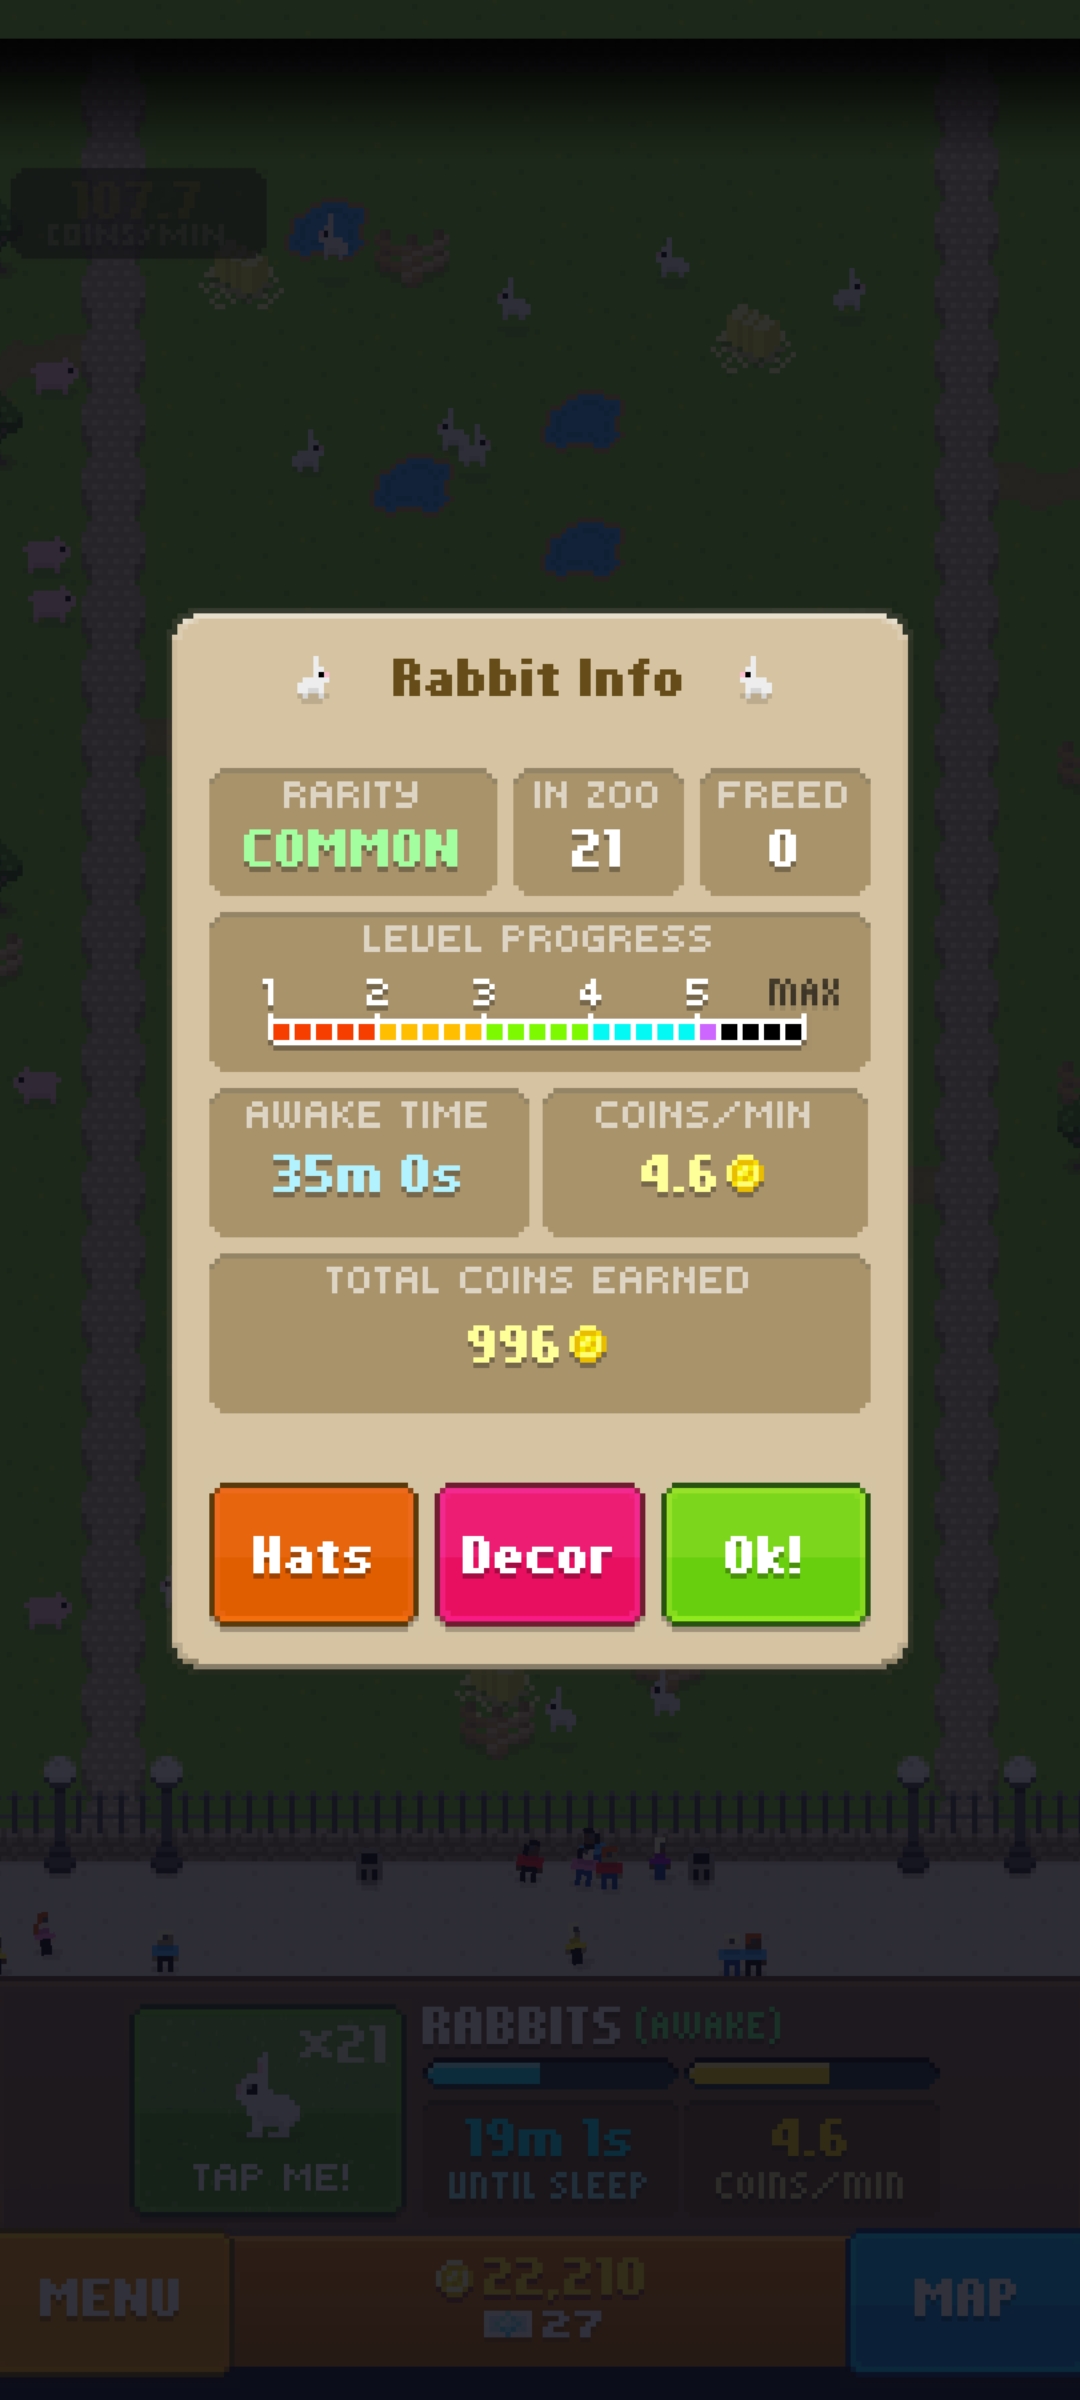 107.7
COINS/MIN
Rabbit Info
RARITY
COMMON
IN ZOO
21
FREED
0
LEVEL PROGRESS
1 2 3 4 5 MAX
AWAKE TIME
35m 0s
COINS/MIN
4.6
TOTAL COINS EARNED
996
Hats
Decor
Ok!
x21
TAP ME!
RABBITS (AWAKE)
19m 1s
UNTIL SLEEP
4.6
COINS/MIN
MENU
22,210
27
MAP